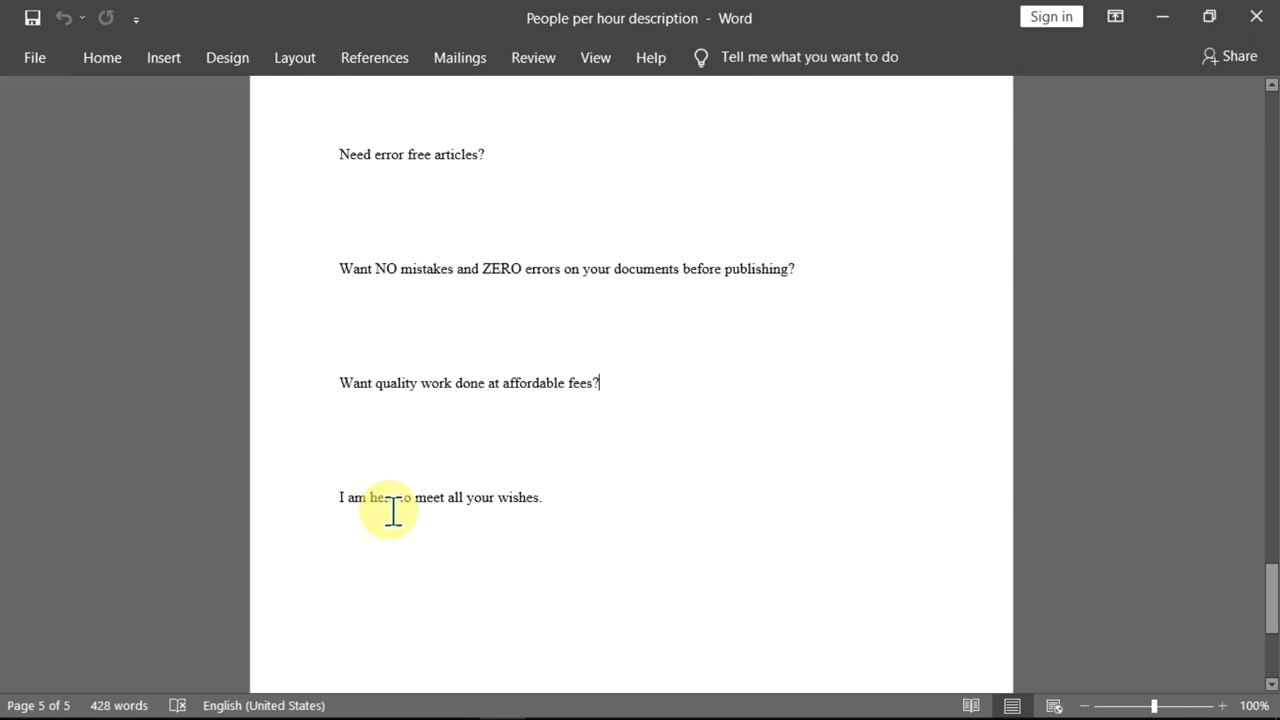 People per hour description - Word
Sign in
File Home Insert Design Layout References Mailings Review View Help Tell me what you want to do Share
Need error free articles?
Want NO mistakes and ZERO errors on your documents before publishing?
Want quality work done at affordable fees?
I am here to meet all your wishes.
Page 5 of 5 428 words English (United States) 100%